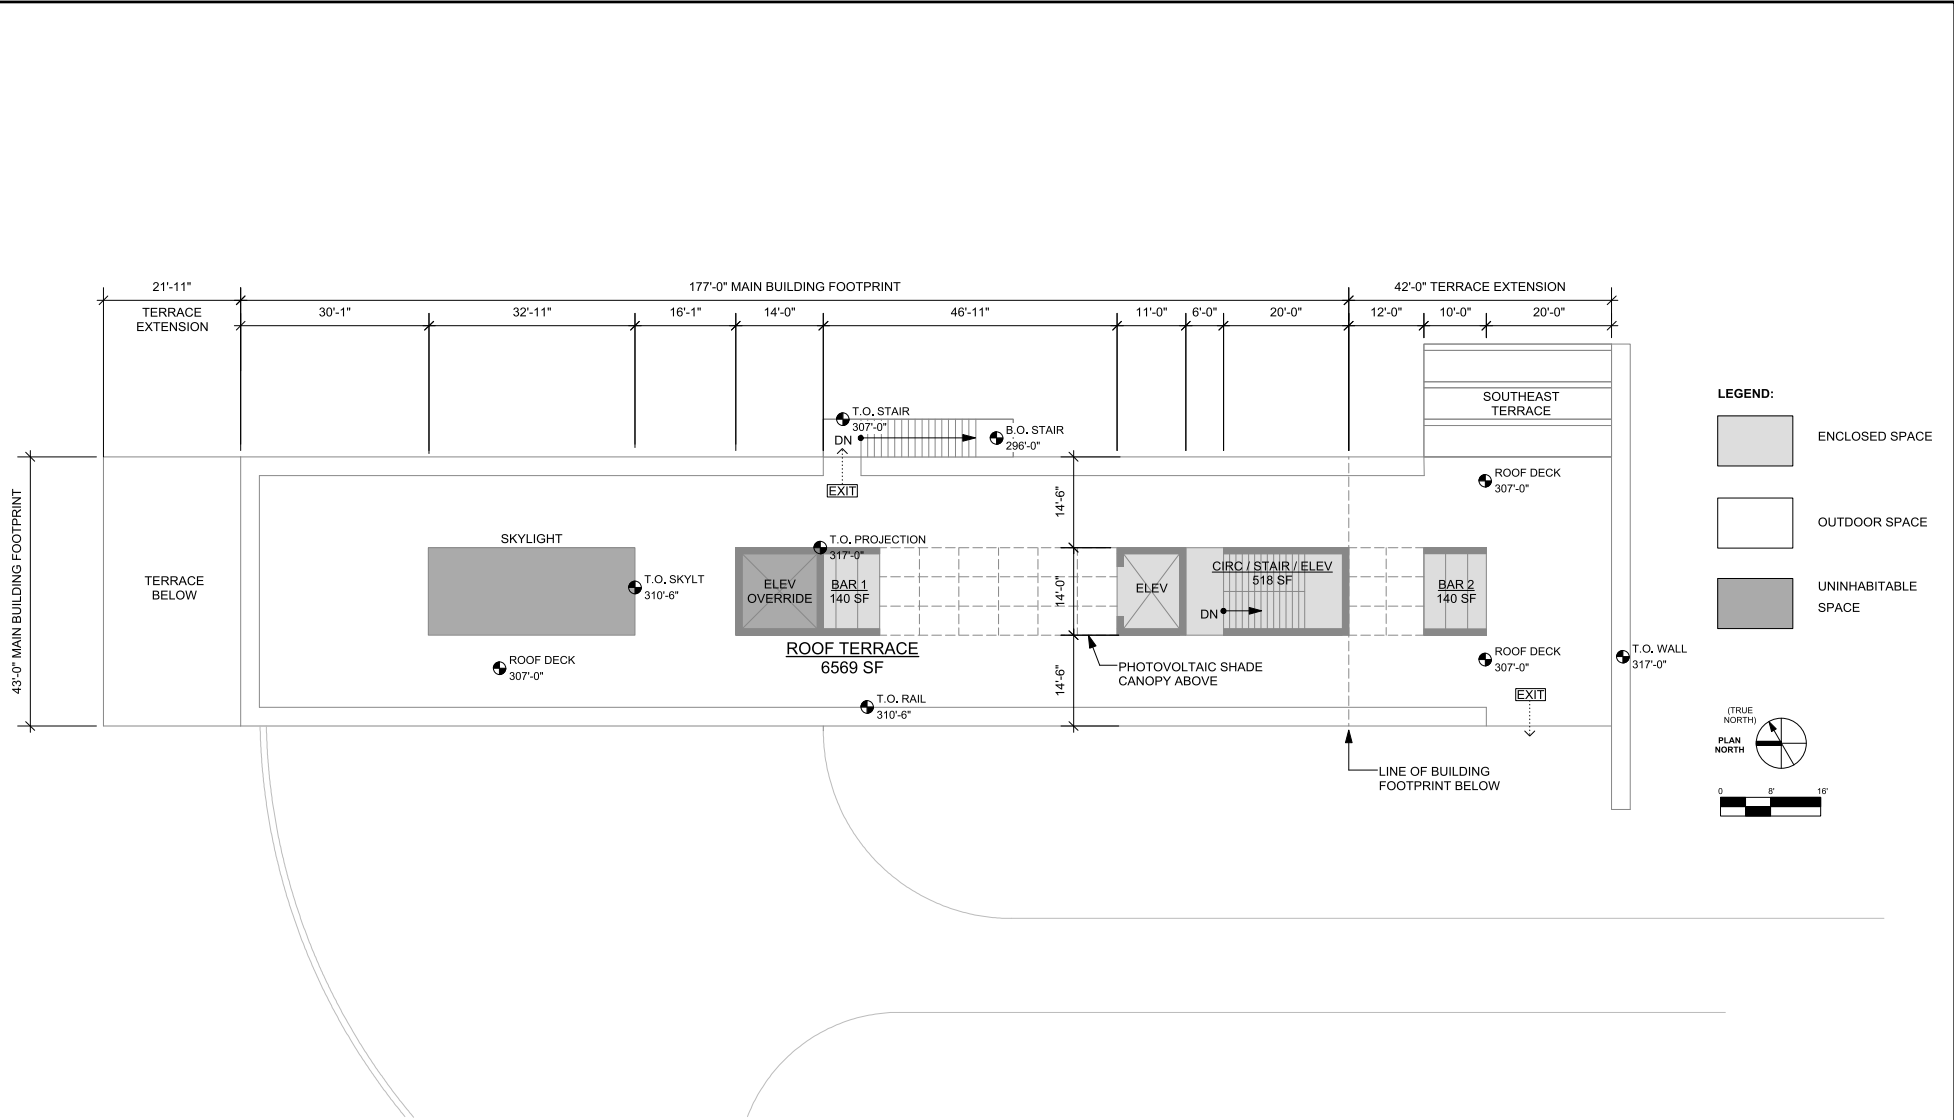 21'-11"
177'-0" MAIN BUILDING FOOTPRINT
42'-0" TERRACE EXTENSION
TERRACE
EXTENSION
30'-1"
32'-11"
16'-1"
14'-0"
46'-11"
11'-0"
6'-0"
20'-0"
12'-0"
10'-0"
20'-0"
43'-0" MAIN BUILDING FOOTPRINT
TERRACE
BELOW
T.O. STAIR
307'-0"
DN
B.O. STAIR
296'-0"
EXIT
SOUTHEAST
TERRACE
ROOF DECK
307'-0"
14'-6"
14'-0"
14'-6"
SKYLIGHT
T.O. SKYLT
310'-6"
T.O. PROJECTION
317'-0"
ELEV
OVERRIDE
BAR 1
140 SF
ELEV
CIRC / STAIR / ELEV
518 SF
DN
BAR 2
140 SF
ROOF TERRACE
6569 SF
ROOF DECK
307'-0"
PHOTOVOLTAIC SHADE
CANOPY ABOVE
ROOF DECK
307'-0"
T.O. WALL
317'-0"
T.O. RAIL
310'-6"
EXIT
LINE OF BUILDING
FOOTPRINT BELOW
LEGEND:
ENCLOSED SPACE
OUTDOOR SPACE
UNINHABITABLE
SPACE
(TRUE
NORTH)
PLAN
NORTH
0 8' 16'